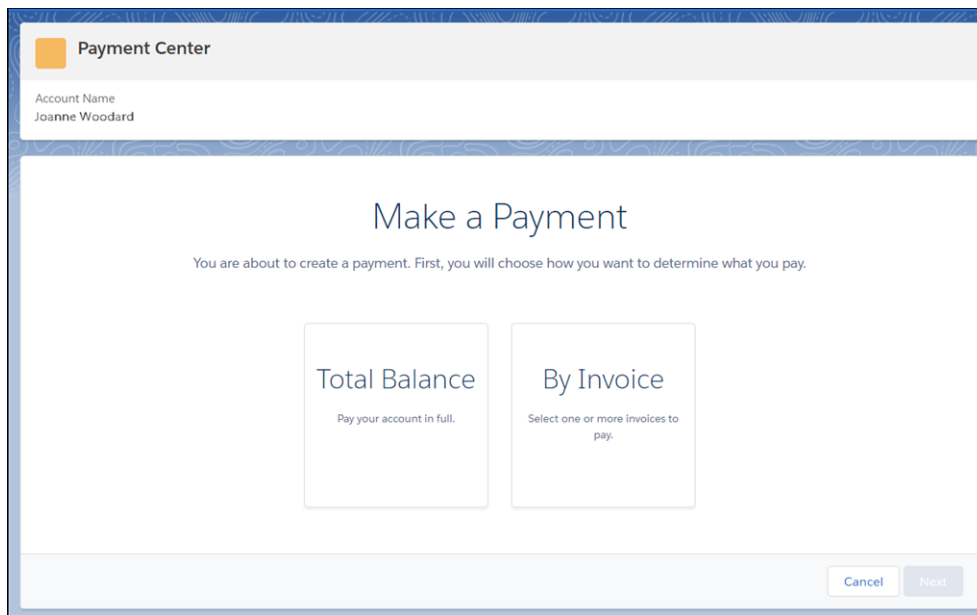 Payment Center
Account Name
Joanne Woodard
Make a Payment
You are about to create a payment. First, you will choose how you want to determine what you pay.
Total Balance
Pay your account in full.
By Invoice
Select one or more invoices to
pay.
Cancel
Next